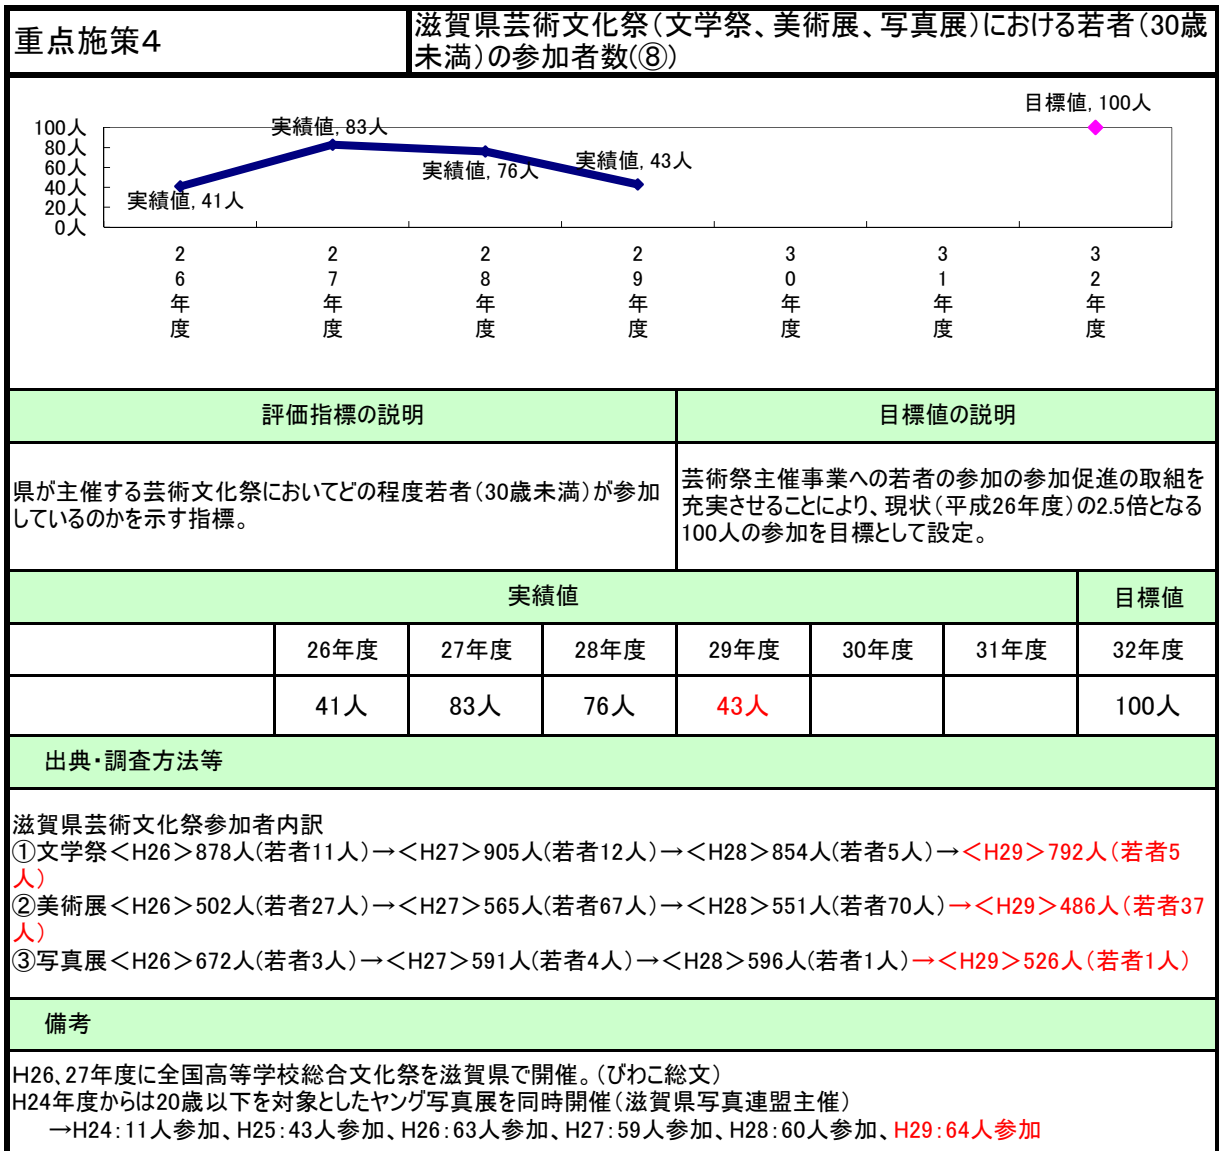 重点施策４
滋賀県芸術文化祭（文学祭、美術展、写真展）における若者（30歳
未満）の参加者数(⑧)
目標値, 100人
100人
80人
60人
40人
20人
0人
実績値, 83人
実績値, 76人
実績値, 43人
実績値, 41人
26年度
27年度
28年度
29年度
30年度
31年度
32年度
評価指標の説明
目標値の説明
県が主催する芸術文化祭においてどの程度若者（30歳未満）が参加
しているのかを示す指標。
芸術祭主催事業への若者の参加の参加促進の取組を
充実させることにより、現状（平成26年度）の2.5倍となる
100人の参加を目標として設定。
実績値
目標値
26年度 27年度 28年度 29年度 30年度 31年度 32年度
41人 83人 76人 43人 100人
出典・調査方法等
滋賀県芸術文化祭参加者内訳
①文学祭＜H26＞878人(若者11人)→＜H27＞905人(若者12人)→＜H28＞854人(若者5人)→＜H29＞792人（若者5
人）
②美術展＜H26＞502人(若者27人)→＜H27＞565人(若者67人)→＜H28＞551人(若者70人)→＜H29＞486人（若者37
人）
③写真展＜H26＞672人(若者3人)→＜H27＞591人(若者4人)→＜H28＞596人(若者1人)→＜H29＞526人（若者1人）
備考
H26、27年度に全国高等学校総合文化祭を滋賀県で開催。（びわこ総文）
H24年度からは20歳以下を対象としたヤング写真展を同時開催（滋賀県写真連盟主催）
→H24：11人参加、H25：43人参加、H26：63人参加、H27：59人参加、H28：60人参加、H29：64人参加